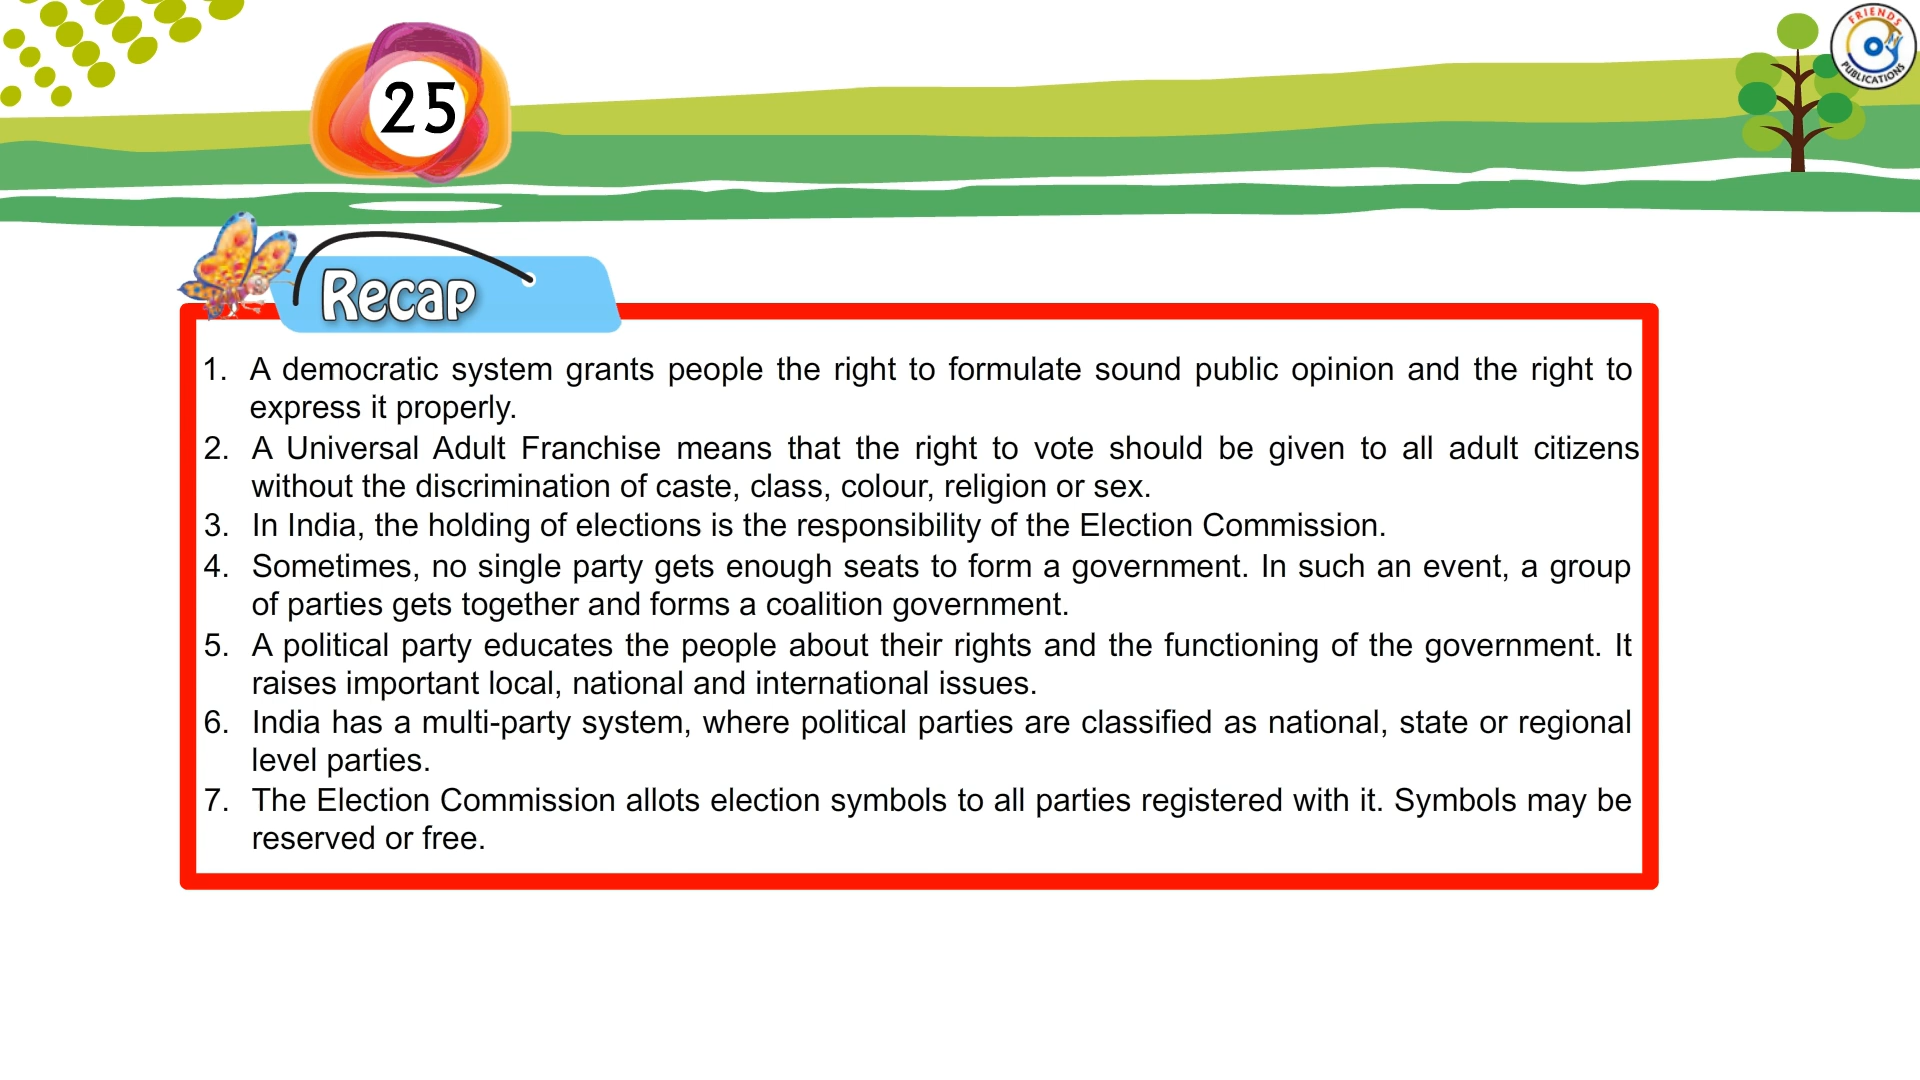 25
FRIENDS
PUBLICATIONS
Recap
1. A democratic system grants people the right to formulate sound public opinion and the right to
express it properly.
2. A Universal Adult Franchise means that the right to vote should be given to all adult citizens
without the discrimination of caste, class, colour, religion or sex.
3. In India, the holding of elections is the responsibility of the Election Commission.
4. Sometimes, no single party gets enough seats to form a government. In such an event, a group
of parties gets together and forms a coalition government.
5. A political party educates the people about their rights and the functioning of the government. It
raises important local, national and international issues.
6. India has a multi-party system, where political parties are classified as national, state or regional
level parties.
7. The Election Commission allots election symbols to all parties registered with it. Symbols may be
reserved or free.